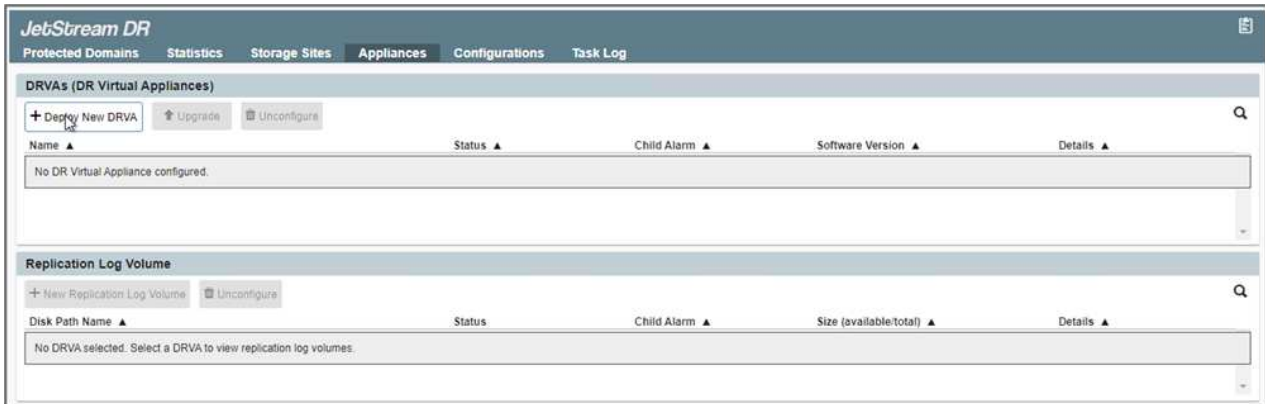 JetStream DR
Protected Domains Statistics Storage Sites Appliances Configurations Task Log
DRVAs (DR Virtual Appliances)
+ Deploy New DRVA Upgrade Unconfigure
Name ▲ Status ▲ Child Alarm ▲ Software Version ▲ Details ▲
No DR Virtual Appliance configured.
Replication Log Volume
+ New Replication Log Volume Unconfigure
Disk Path Name ▲ Status Child Alarm ▲ Size (available/total) ▲ Details ▲
No DRVA selected. Select a DRVA to view replication log volumes.